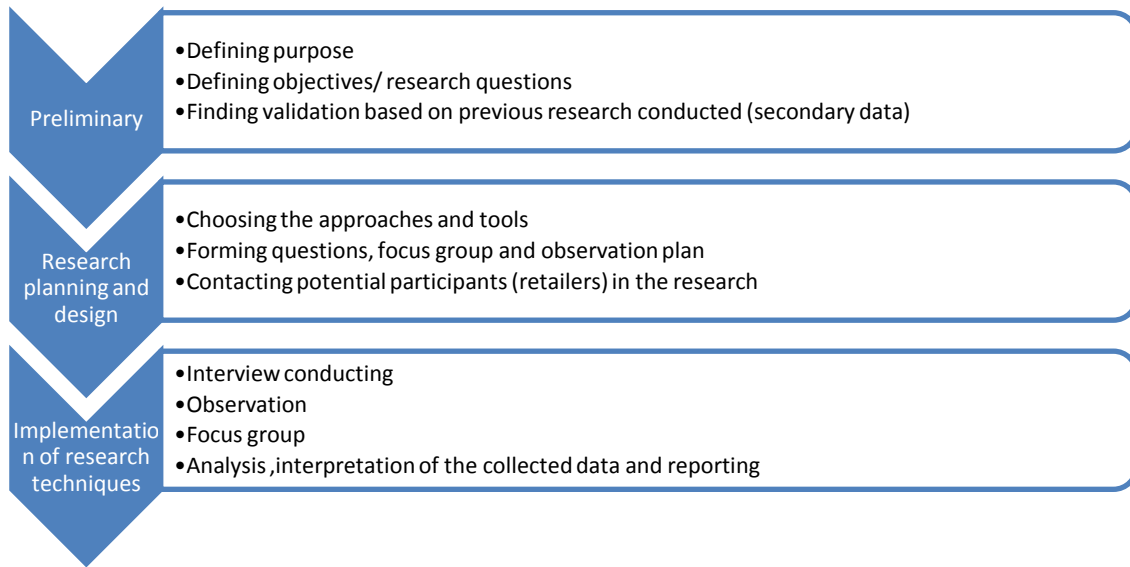 Preliminary
•Defining purpose
•Defining objectives/ research questions
•Finding validation based on previous research conducted (secondary data)
Research
planning and
design
•Choosing the approaches and tools
•Forming questions, focus group and observation plan
•Contacting potential participants (retailers) in the research
Implementatio
n of research
techniques
•Interview conducting
•Observation
•Focus group
•Analysis ,interpretation of the collected data and reporting